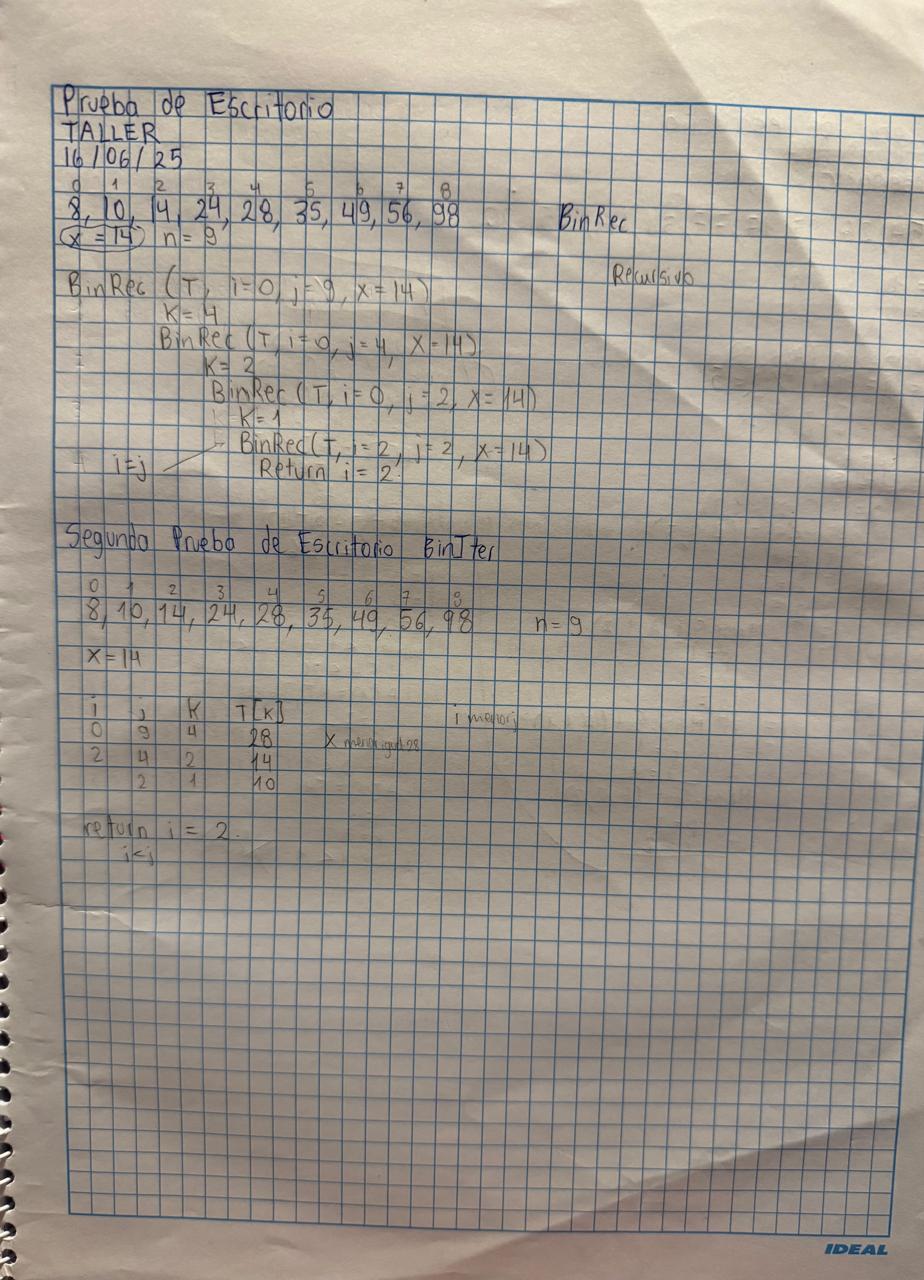 Prueba de Escritorio
TALLER
16/06/25
0 1 2 3 4 5 6 7 8
8, 10, 14, 24, 28, 35, 49, 56, 98
BinRec
x = 14 n = 9
Recursivo
BinRec (T, i=0, j=9, x=14)
K=4
BinRec (T, i=0, j=4, X=14)
K=2
BinRec (T, i=0, j=2, x=14)
K=1
BinRec(T, i=2, j=2, x=14)
i=j
Return i=2
Segundo Prueba de Escritorio BinIter
0 1 2 3 4 5 6 7 8
8, 10, 14, 24, 28, 35, 49, 56, 98 n=9
X=14
i j K T[K]
i menor j
0 9 4 28
X menor igual 28
2 4 2 14
2 1 10
return i = 2.
i<j
IDEAL